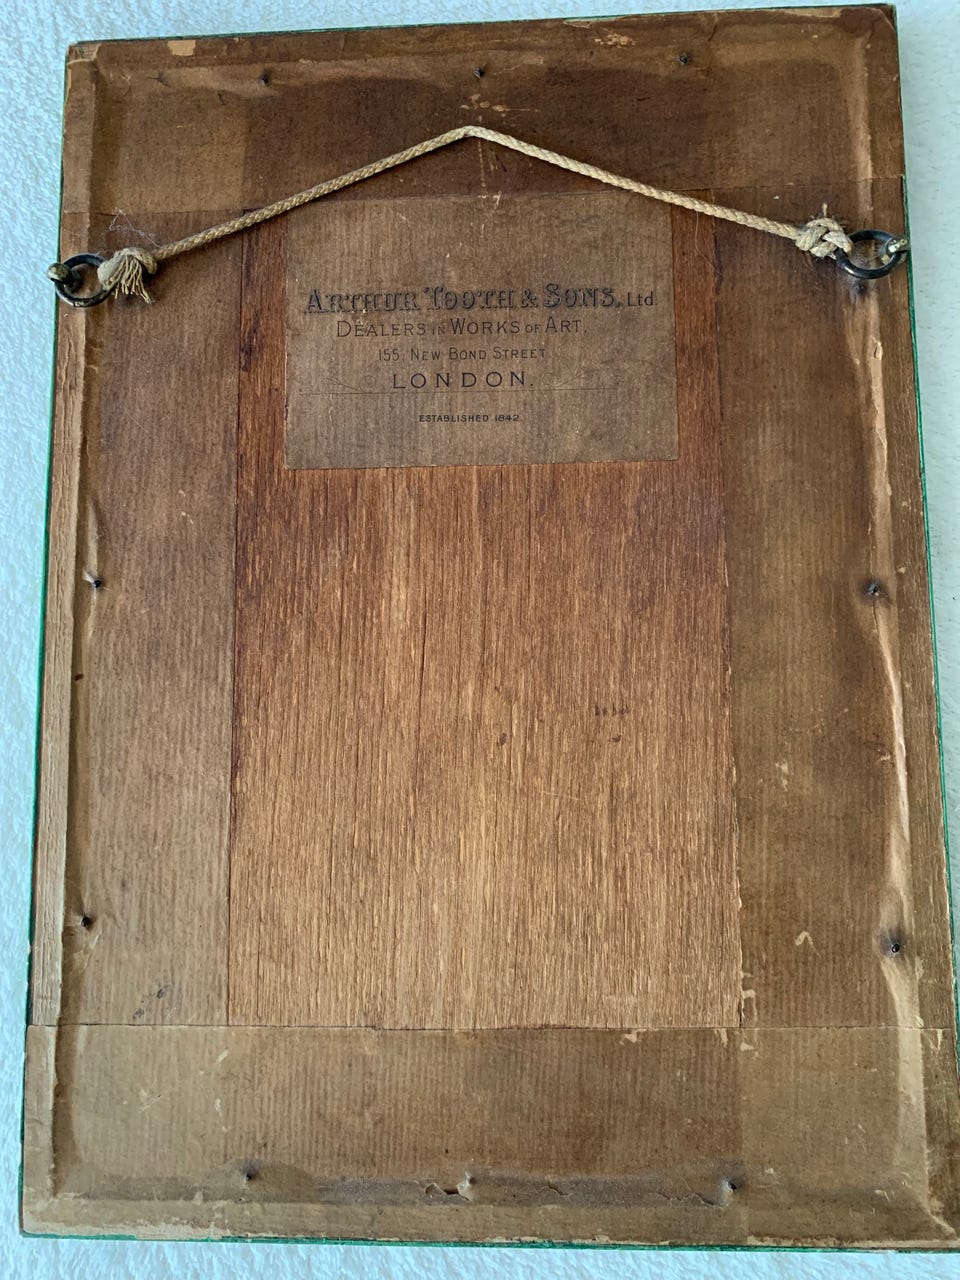 ARTHUR TOOTH & SONS, Ltd
DEALERS IN WORKS OF ART,
155, NEW BOND STREET
LONDON.
ESTABLISHED 1842.